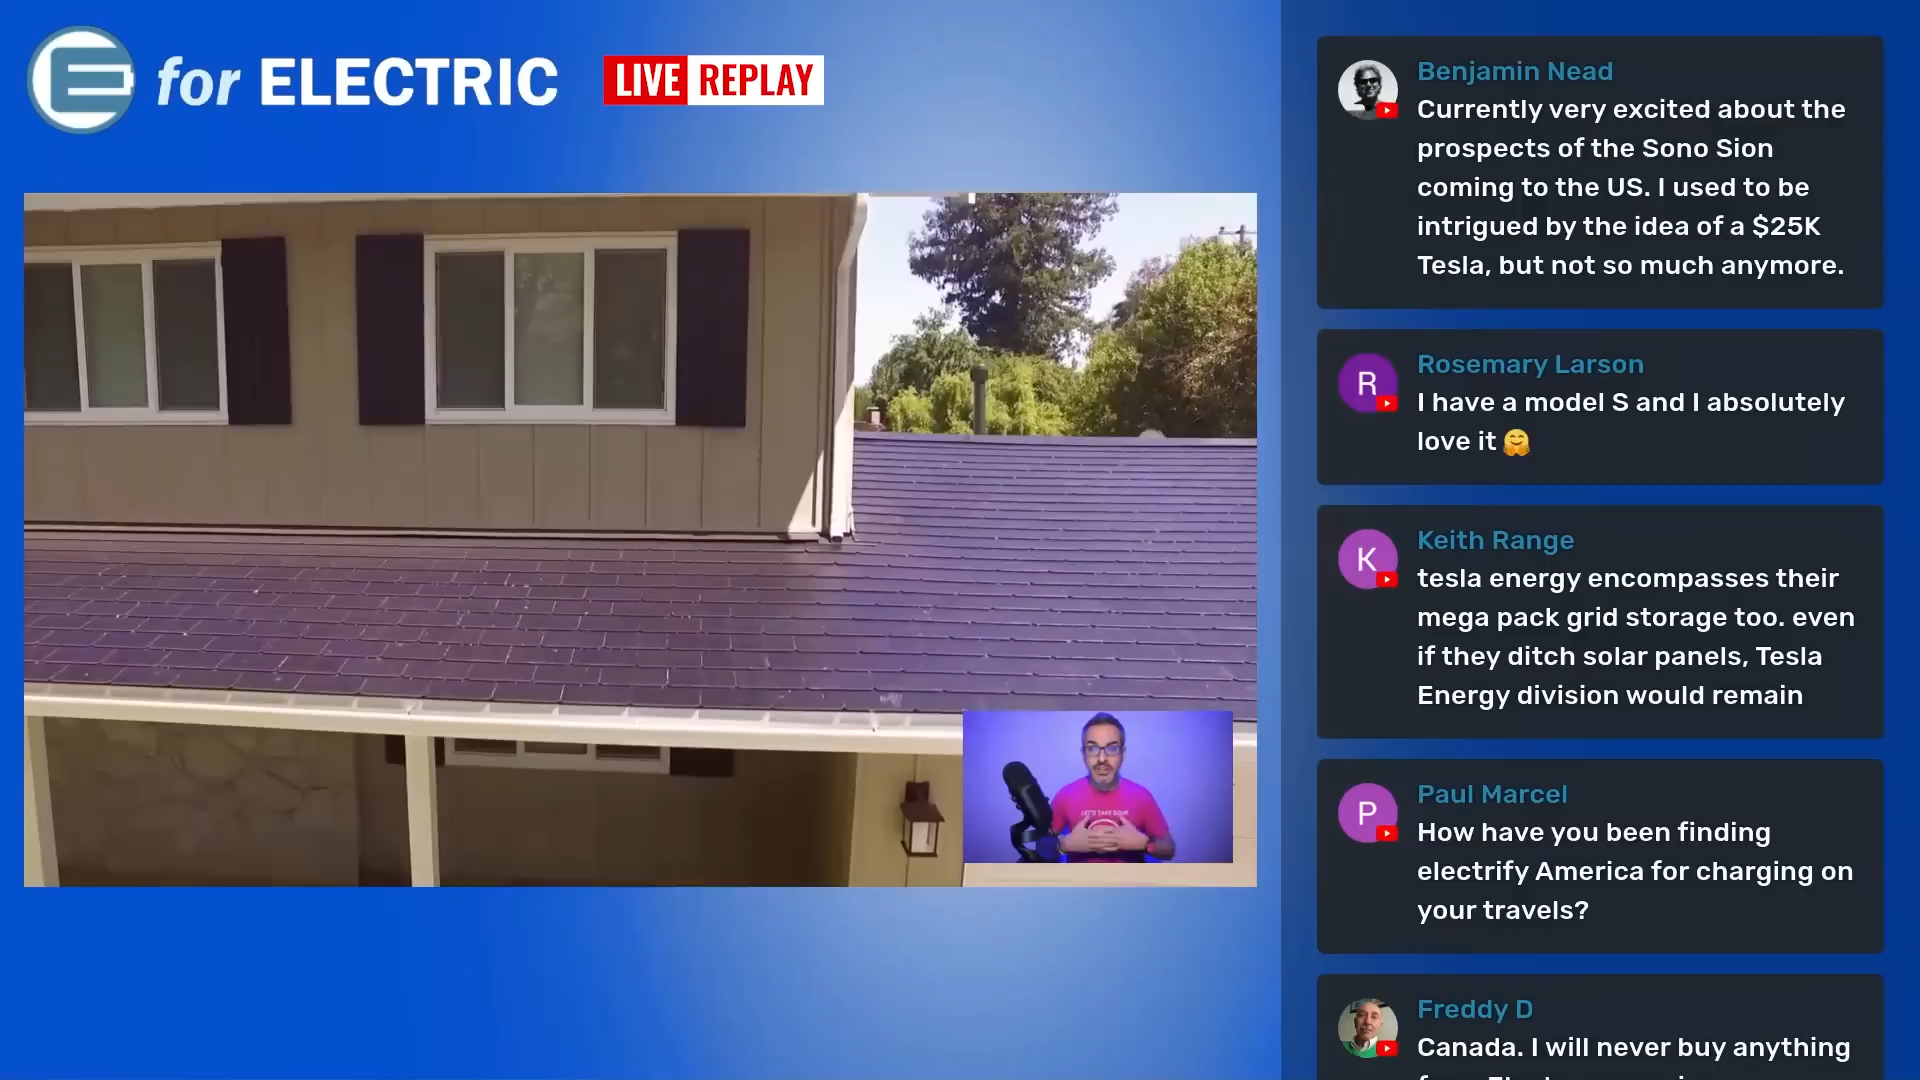 E for ELECTRIC
LIVE REPLAY
Benjamin Nead
Currently very excited about the
prospects of the Sono Sion
coming to the US. I used to be
intrigued by the idea of a $25K
Tesla, but not so much anymore.
R
Rosemary Larson
I have a model S and I absolutely
love it 🤗
K
Keith Range
tesla energy encompasses their
mega pack grid storage too. even
if they ditch solar panels, Tesla
Energy division would remain
P
Paul Marcel
How have you been finding
electrify America for charging on
your travels?
Freddy D
Canada. I will never buy anything
LET'S TAKE SOME